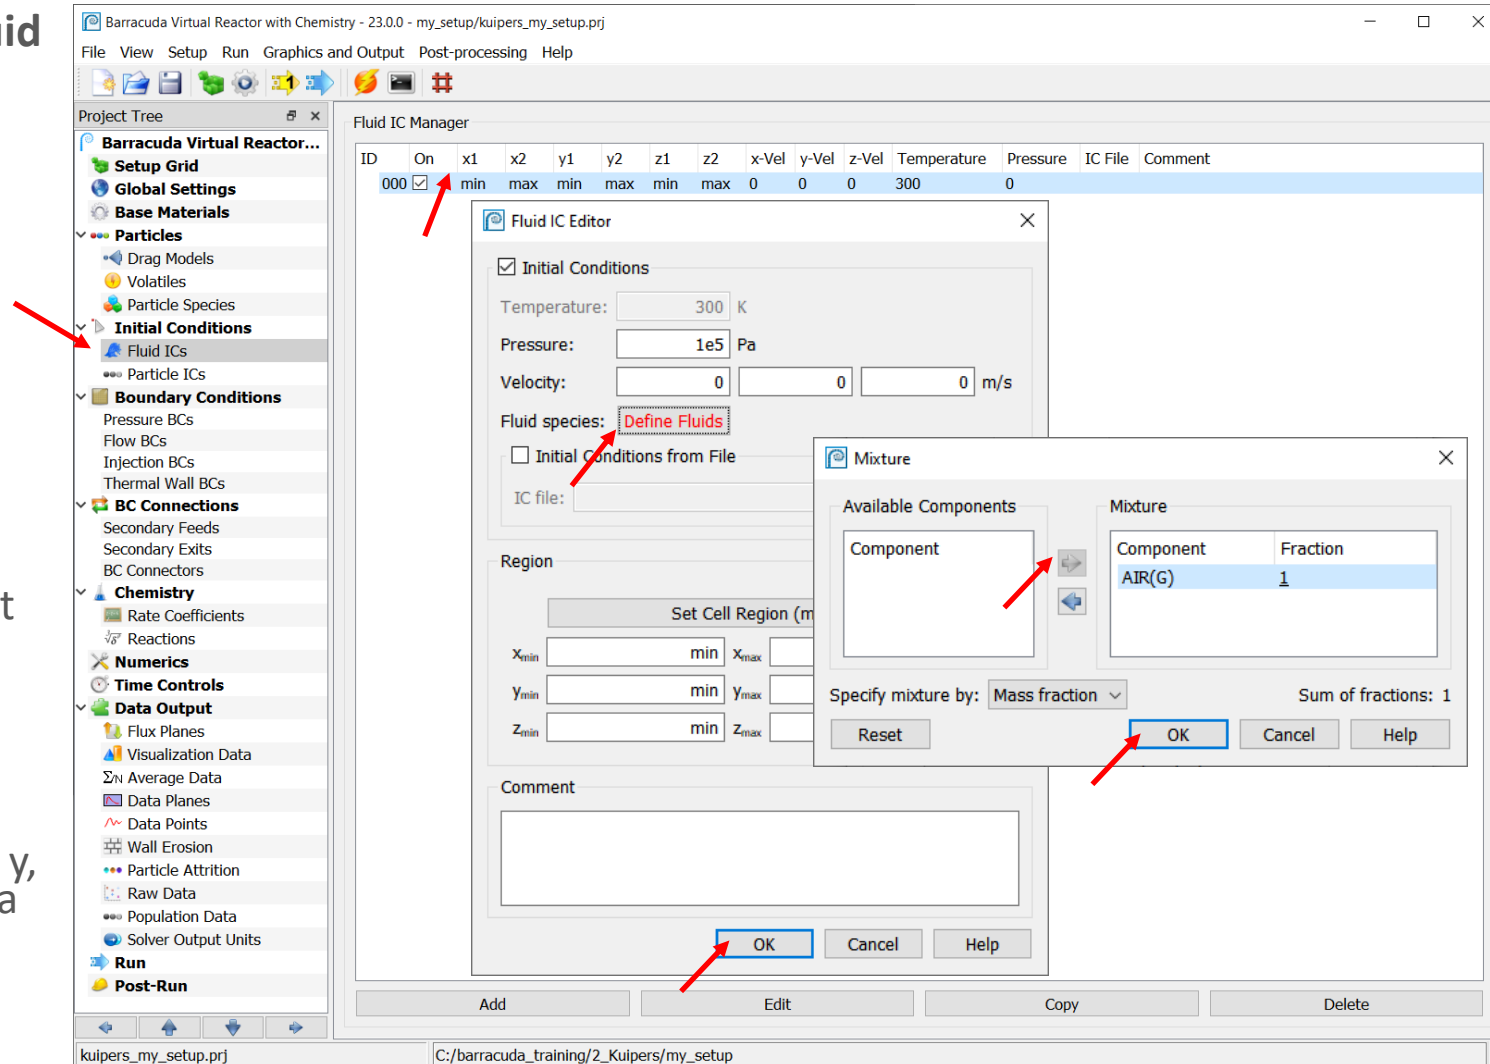 uid
t
y,
a
Barracuda Virtual Reactor with Chemistry - 23.0.0 - my_setup/kuipers_my_setup.prj
File View Setup Run Graphics and Output Post-processing Help
1
Project Tree
Barracuda Virtual Reactor...
Setup Grid
Global Settings
Base Materials
Particles
Drag Models
Volatiles
Particle Species
Initial Conditions
Fluid ICs
Particle ICs
Boundary Conditions
Pressure BCs
Flow BCs
Injection BCs
Thermal Wall BCs
BC Connections
Secondary Feeds
Secondary Exits
BC Connectors
Chemistry
Rate Coefficients
Reactions
Numerics
Time Controls
Data Output
Flux Planes
Visualization Data
Σ/N Average Data
Data Planes
Data Points
Wall Erosion
Particle Attrition
Raw Data
Population Data
Solver Output Units
Run
Post-Run
Fluid IC Manager
ID On x1 x2 y1 y2 z1 z2 x-Vel y-Vel z-Vel Temperature Pressure IC File Comment
000 min max min max min max 0 0 0 300 0
Fluid IC Editor
Initial Conditions
Temperature: 300 K
Pressure: 1e5 Pa
Velocity: 0 0 0 m/s
Fluid species: Define Fluids
Initial Conditions from File
IC file:
Region
Set Cell Region (m
xmin min xmax
ymin min ymax
zmin min zmax
Comment
OK Cancel Help
Mixture
Available Components
Component
Mixture
Component Fraction
AIR(G) 1
Specify mixture by: Mass fraction Sum of fractions: 1
Reset OK Cancel Help
Add Edit Copy Delete
kuipers_my_setup.prj C:/barracuda_training/2_Kuipers/my_setup